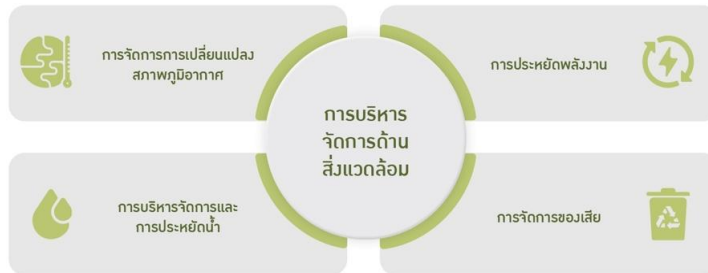 การจัดการการเปลี่ยนแปลง
สภาพภูมิอากาศ
การประหยัดพลังงาน
การบริหาร
จัดการด้าน
สิ่งแวดล้อม
การบริหารจัดการและ
การประหยัดน้ำ
การจัดการของเสีย